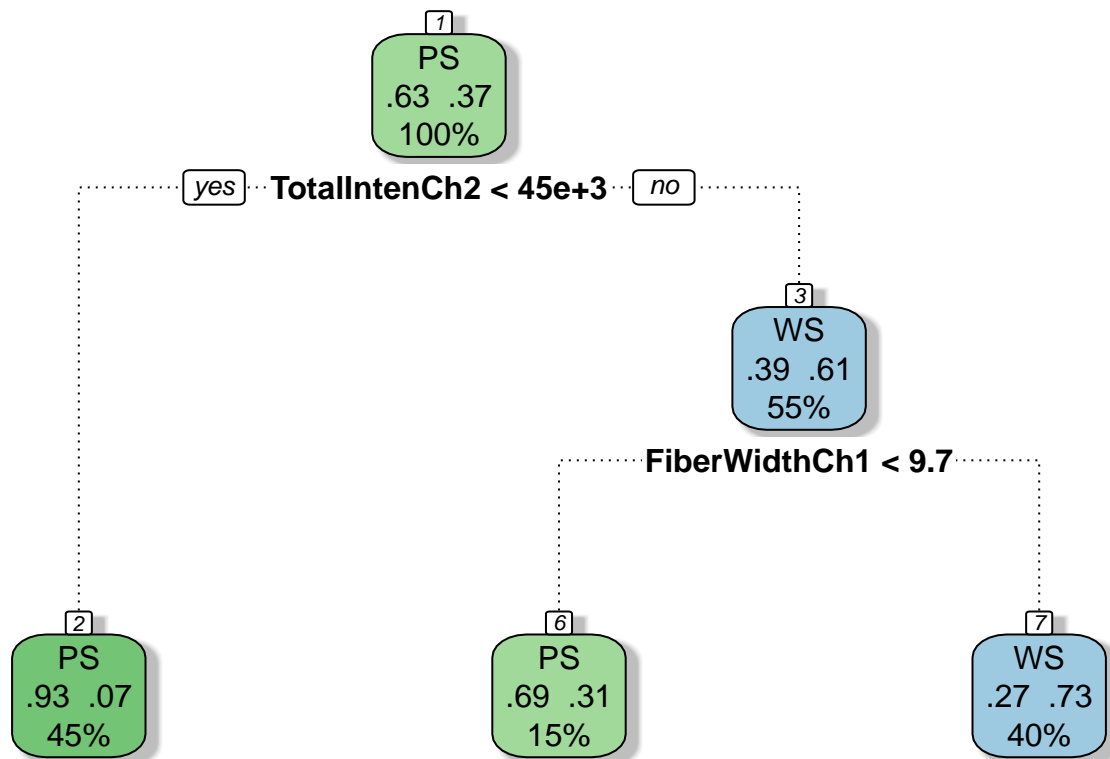 1
PS
.63 .37
100%
yes TotalIntenCh2 < 45e+3 no
3
WS
.39 .61
55%
FiberWidthCh1 < 9.7
2
PS
.93 .07
45%
6
PS
.69 .31
15%
7
WS
.27 .73
40%